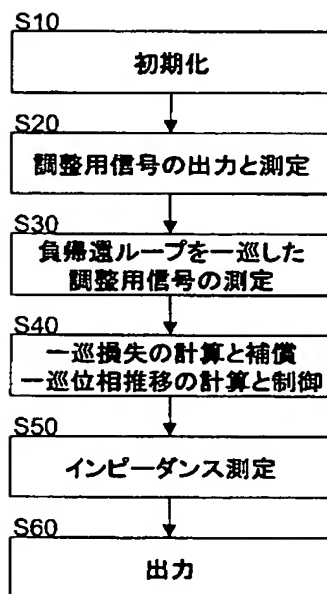 S10
初期化
S20
調整用信号の出力と測定
S30
負帰還ループを一巡した
調整用信号の測定
S40
一巡損失の計算と補償
一巡位相推移の計算と制御
S50
インピーダンス測定
S60
出力